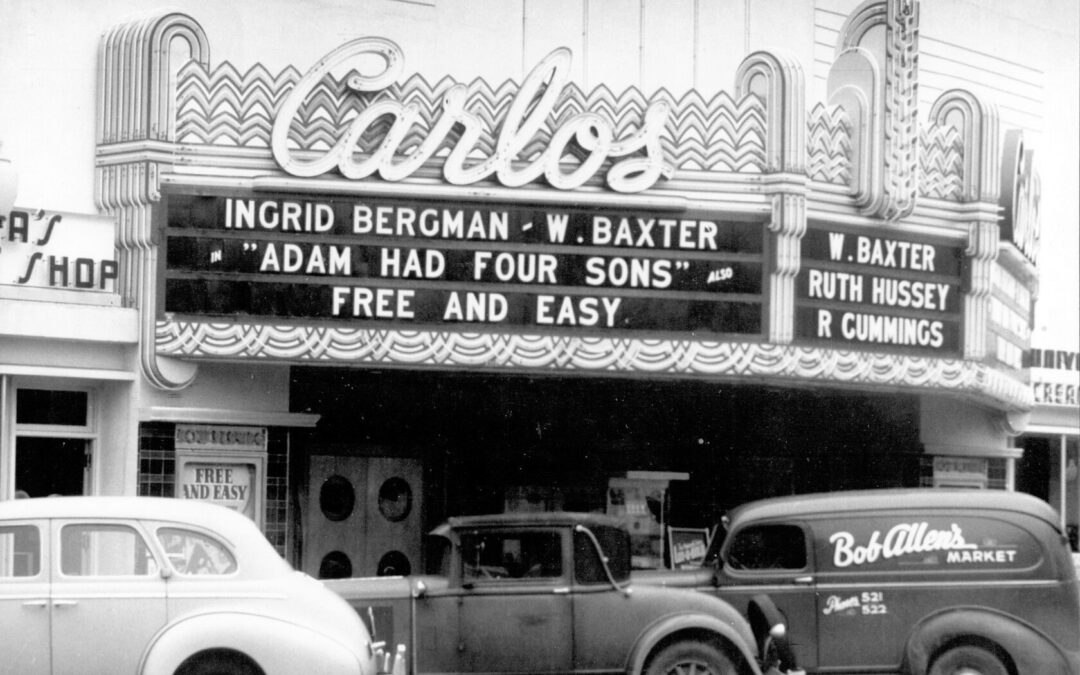 Carlos
INGRID BERGMAN - W. BAXTER
IN "ADAM HAD FOUR SONS" ALSO
FREE AND EASY
W. BAXTER
RUTH HUSSEY
R CUMMINGS
A'S
SHOP
FREE
AND EASY
Bob Allen's
MARKET
Phones 521
522